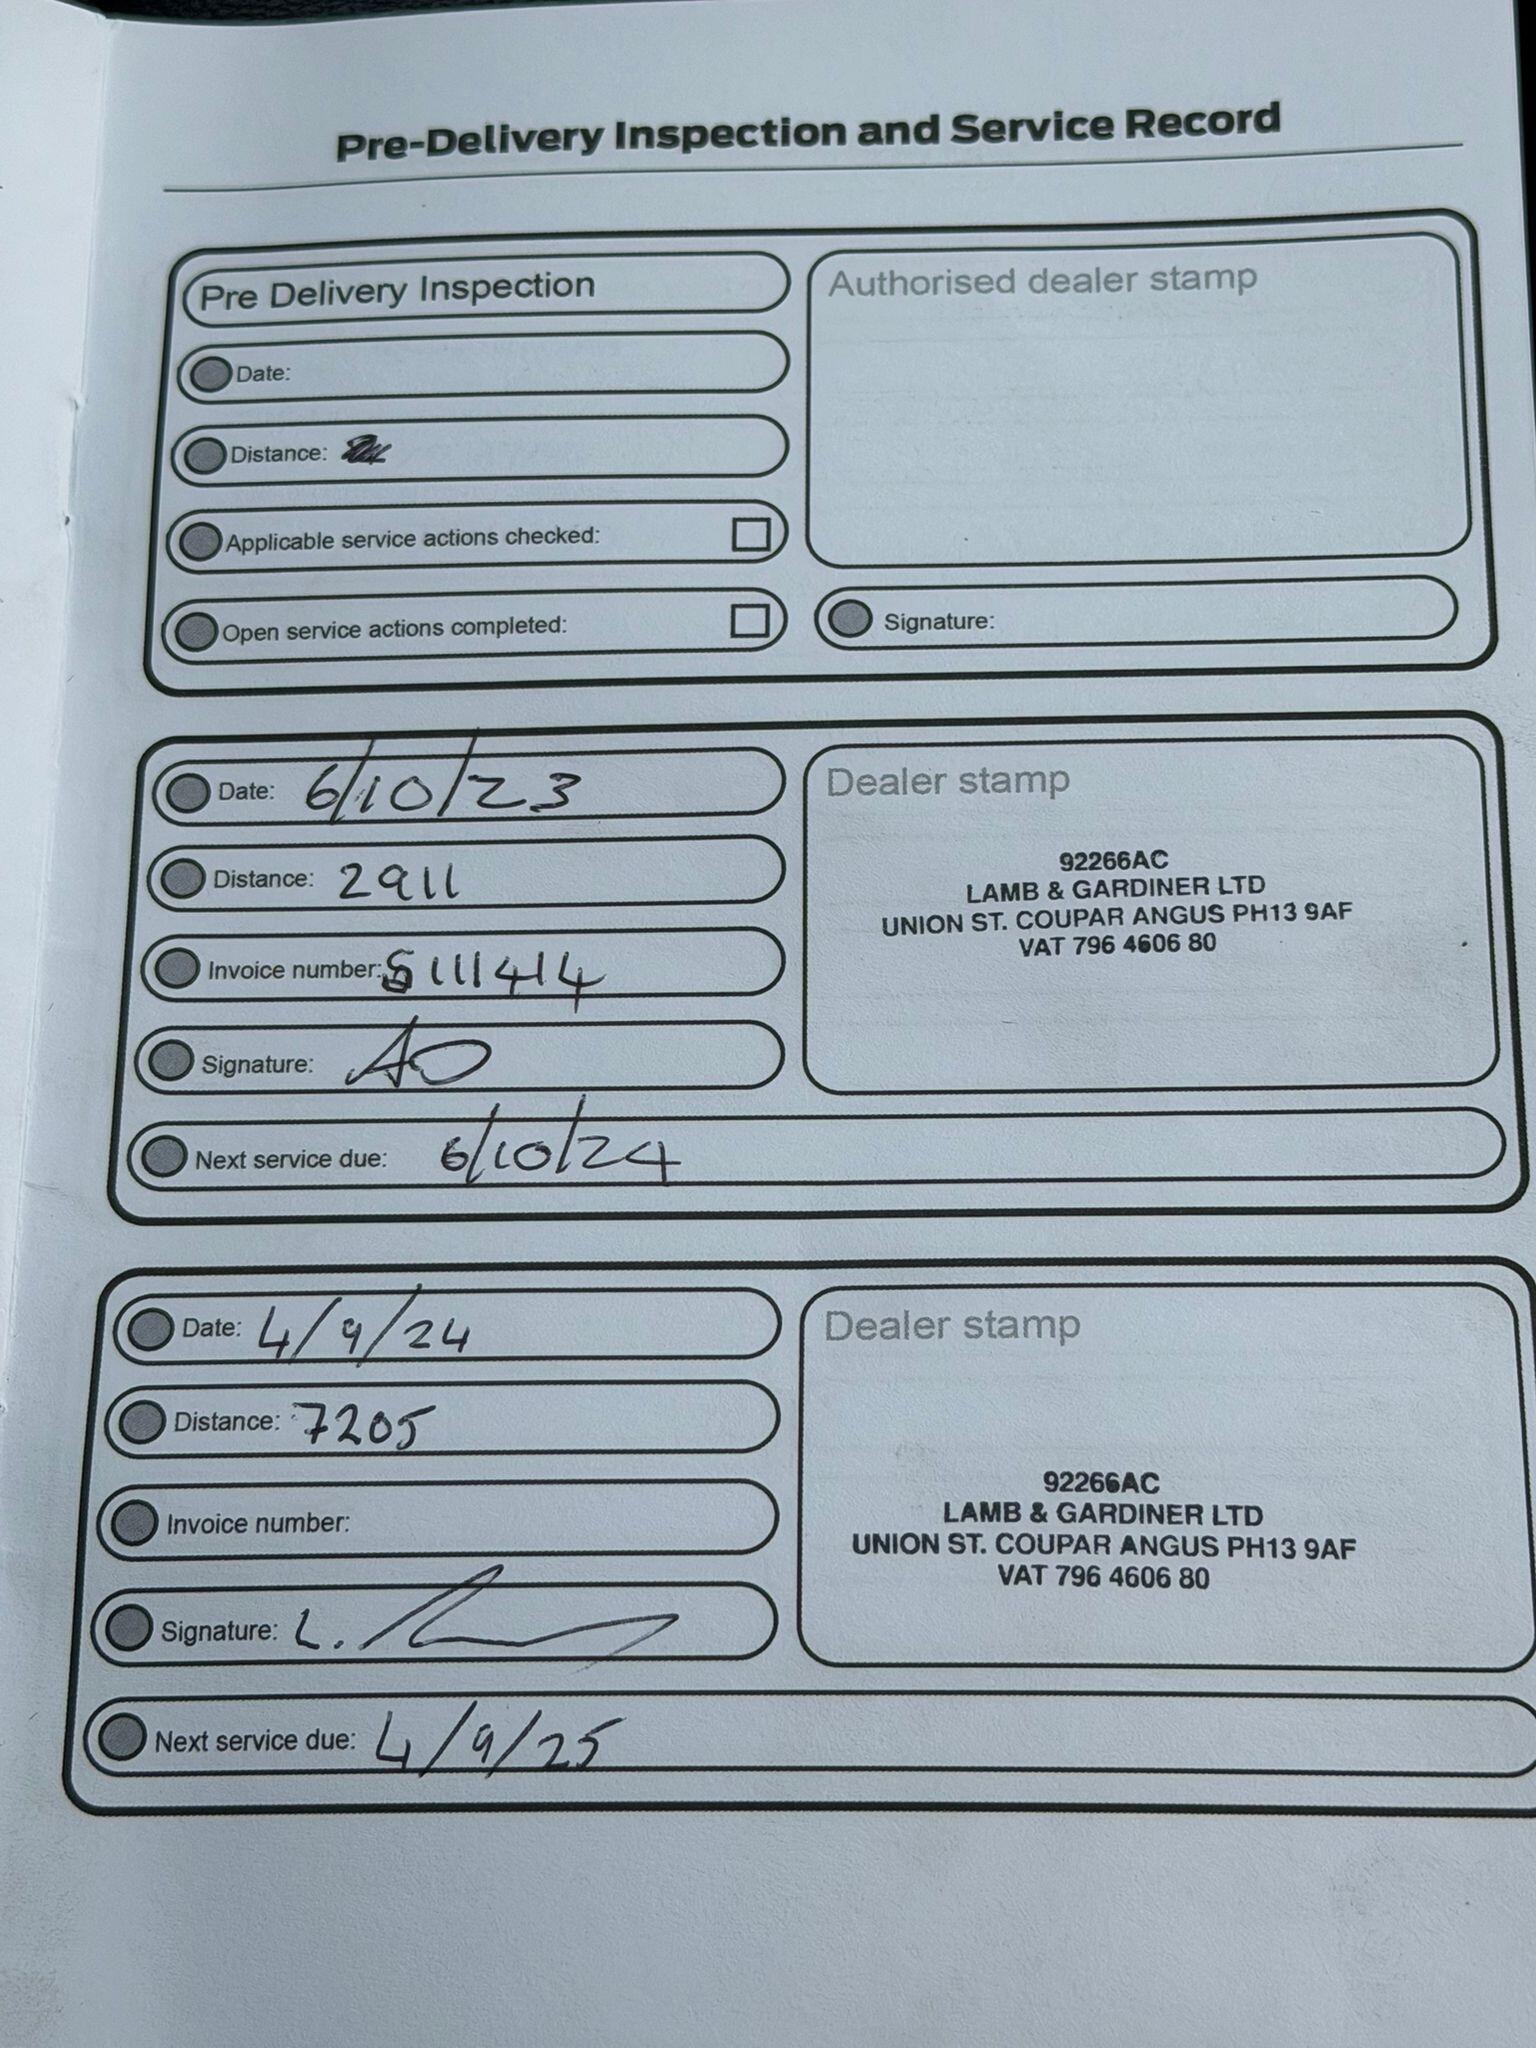 Pre-Delivery Inspection and Service Record
Pre Delivery Inspection
Date:
Distance:
Applicable service actions checked:
Open service actions completed:
Authorised dealer stamp
Signature:
Date: 6/10/23
Distance: 2911
Invoice number: S111414
Signature: AO
Next service due: 6/10/24
Dealer stamp
92266AC
LAMB & GARDINER LTD
UNION ST. COUPAR ANGUS PH13 9AF
VAT 796 4606 80
Date: 4/9/24
Distance: 7205
Invoice number:
Signature: L.
Next service due: 4/9/25
Dealer stamp
92266AC
LAMB & GARDINER LTD
UNION ST. COUPAR ANGUS PH13 9AF
VAT 796 4606 80